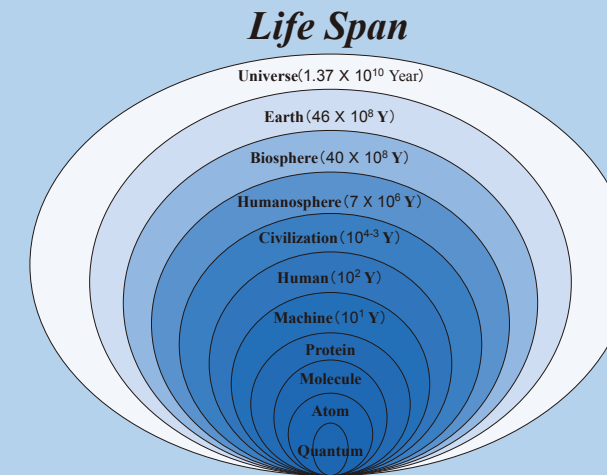 Life Span
Universe(1.37 X 10¹⁰ Year)
Earth(46 X 10⁸ Y)
Biosphere(40 X 10⁸ Y)
Humanosphere(7 X 10⁶ Y)
Civilization(10⁴⁻³ Y)
Human(10² Y)
Machine(10¹ Y)
Protein
Molecule
Atom
Quantum